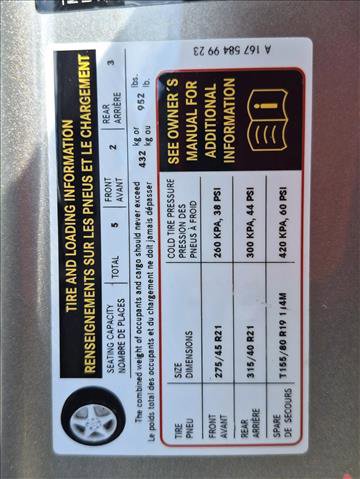 TIRE AND LOADING INFORMATION
RENSEIGNEMENTS SUR LES PNEUS ET LE CHARGEMENT
SEATING CAPACITY TOTAL 5 FRONT 2 REAR 3
NOMBRE DE PLACES AVANT ARRIÈRE
The combined weight of occupants and cargo should never exceed 432 kg or 952 lbs.
Le poids total des occupants et du chargement ne doit jamais dépasser kg ou lb.
TIRE SIZE COLD TIRE PRESSURE
PNEU DIMENSIONS PRESSION DES
PNEUS À FROID
FRONT 275/45 R21 260 KPA, 38 PSI
AVANT
REAR 315/40 R21 300 KPA, 44 PSI
ARRIÈRE
SPARE T155/80 R19 114M 420 KPA, 60 PSI
DE SECOURS
SEE OWNER´S
MANUAL FOR
ADDITIONAL
INFORMATION
A 167 584 99 23